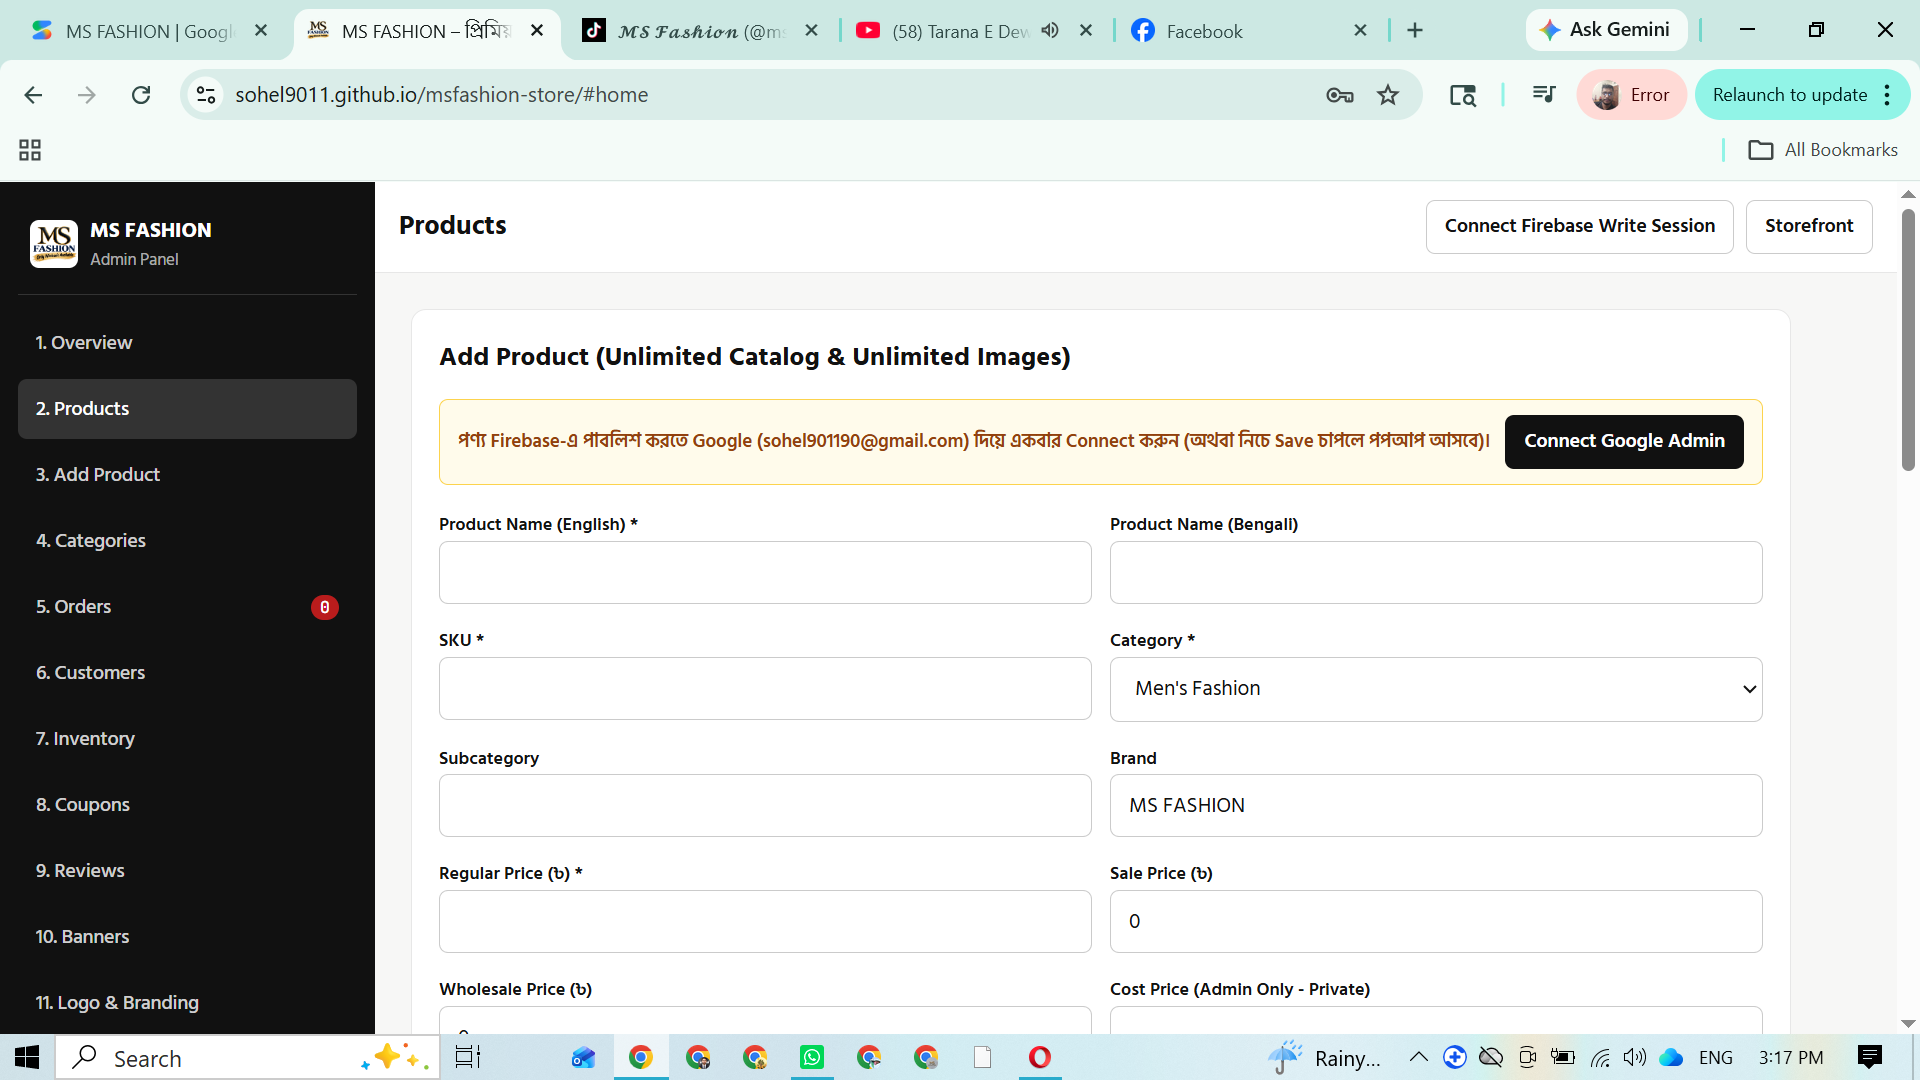 MS FASHION | Googl
MS FASHION – প্রিমিয়
𝓜𝓢 𝓕𝓪𝓼𝓱𝓲𝓸𝓷 (@ms
(58) Tarana E Dew
Facebook
Ask Gemini
sohel9011.github.io/msfashion-store/#home
Error
Relaunch to update
All Bookmarks
MS
FASHION
MS FASHION
Admin Panel
Products
Connect Firebase Write Session
Storefront
1. Overview
2. Products
3. Add Product
4. Categories
5. Orders
0
6. Customers
7. Inventory
8. Coupons
9. Reviews
10. Banners
11. Logo & Branding
Add Product (Unlimited Catalog & Unlimited Images)
পণ্য Firebase-এ পাবলিশ করতে Google (sohel901190@gmail.com) দিয়ে একবার Connect করুন (অথবা নিচে Save চাপলে পপআপ আসবে)।
Connect Google Admin
Product Name (English) *
Product Name (Bengali)
SKU *
Category *
Men's Fashion
Subcategory
Brand
MS FASHION
Regular Price (৳) *
Sale Price (৳)
0
Wholesale Price (৳)
Cost Price (Admin Only - Private)
Search
Rainy...
ENG
3:17 PM